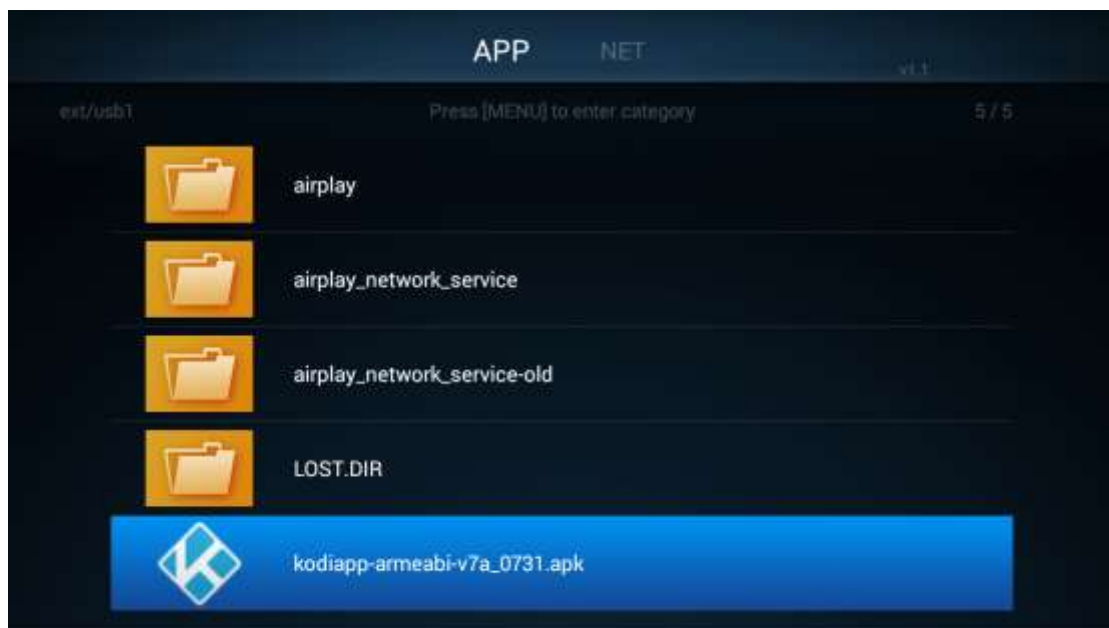 APP NET
v1.1
ext/usb1 Press [MENU] to enter category 5 / 5
airplay
airplay_network_service
airplay_network_service-old
LOST.DIR
kodiapp-armeabi-v7a_0731.apk